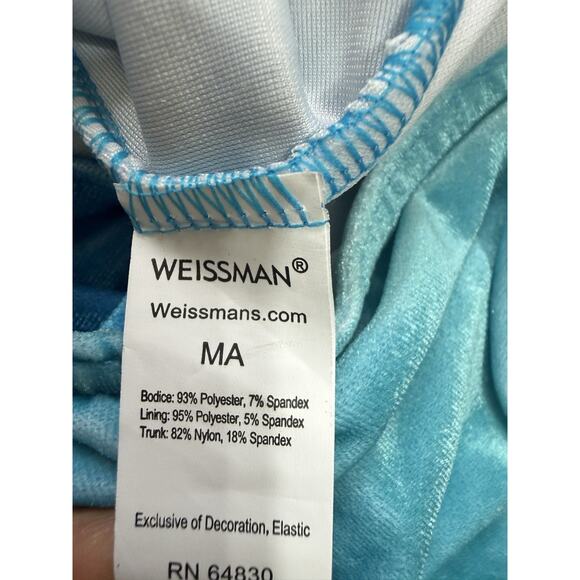 WEISSMAN®
Weissmans.com
MA
Bodice: 93% Polyester, 7% Spandex
Lining: 95% Polyester, 5% Spandex
Trunk: 82% Nylon, 18% Spandex
Exclusive of Decoration, Elastic
RN 64830